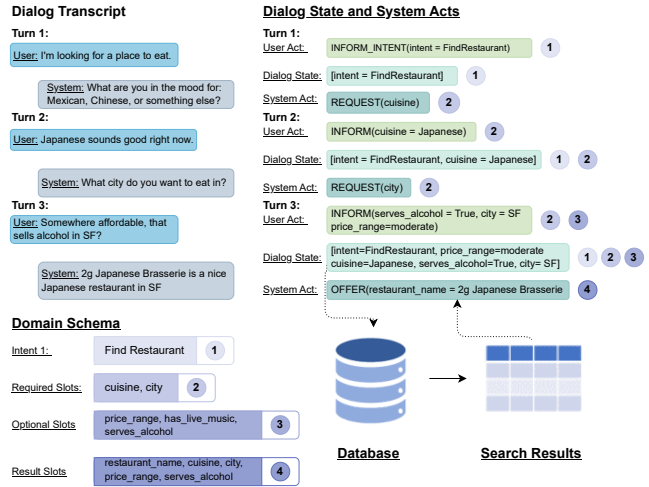 Dialog Transcript
Turn 1:
User: I'm looking for a place to eat.
System: What are you in the mood for:
Mexican, Chinese, or something else?
Turn 2:
User: Japanese sounds good right now.
System: What city do you want to eat in?
Turn 3:
User: Somewhere affordable, that
sells alcohol in SF?
System: 2g Japanese Brasserie is a nice
Japanese restaurant in SF
Dialog State and System Acts
Turn 1:
User Act: INFORM_INTENT(intent = FindRestaurant) 1
Dialog State: [intent = FindRestaurant] 1
System Act: REQUEST(cuisine) 2
Turn 2:
User Act: INFORM(cuisine = Japanese) 2
Dialog State: [intent = FindRestaurant, cuisine = Japanese] 1 2
System Act: REQUEST(city) 2
Turn 3:
User Act: INFORM(serves_alcohol = True, city = SF
price_range=moderate) 2 3
Dialog State: [intent=FindRestaurant, price_range=moderate
cuisine=Japanese, serves_alcohol=True, city= SF] 1 2 3
System Act: OFFER(restaurant_name = 2g Japanese Brasserie 4
Domain Schema
Intent 1: Find Restaurant 1
Required Slots: cuisine, city 2
Optional Slots price_range, has_live_music,
serves_alcohol 3
Result Slots restaurant_name, cuisine, city,
price_range, serves_alcohol 4
Database
Search Results